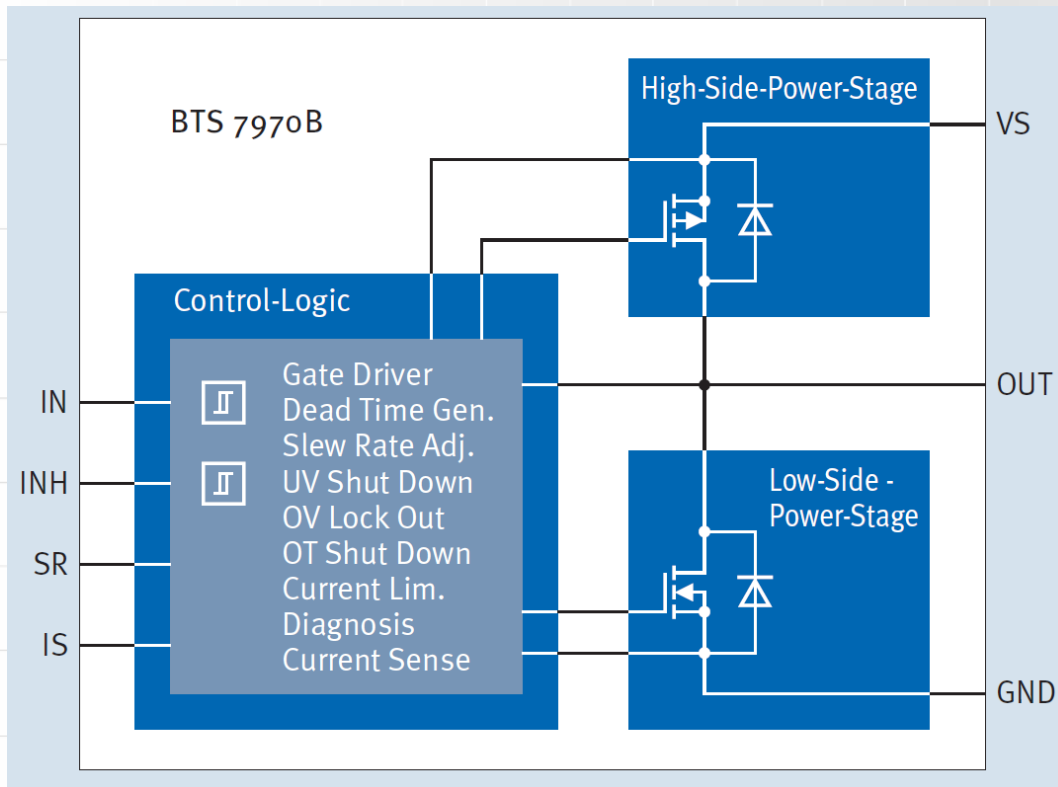 BTS 7970B
High-Side-Power-Stage
VS
Control-Logic
Gate Driver
Dead Time Gen.
Slew Rate Adj.
UV Shut Down
OV Lock Out
OT Shut Down
Current Lim.
Diagnosis
Current Sense
IN
INH
SR
IS
OUT
Low-Side -
Power-Stage
GND